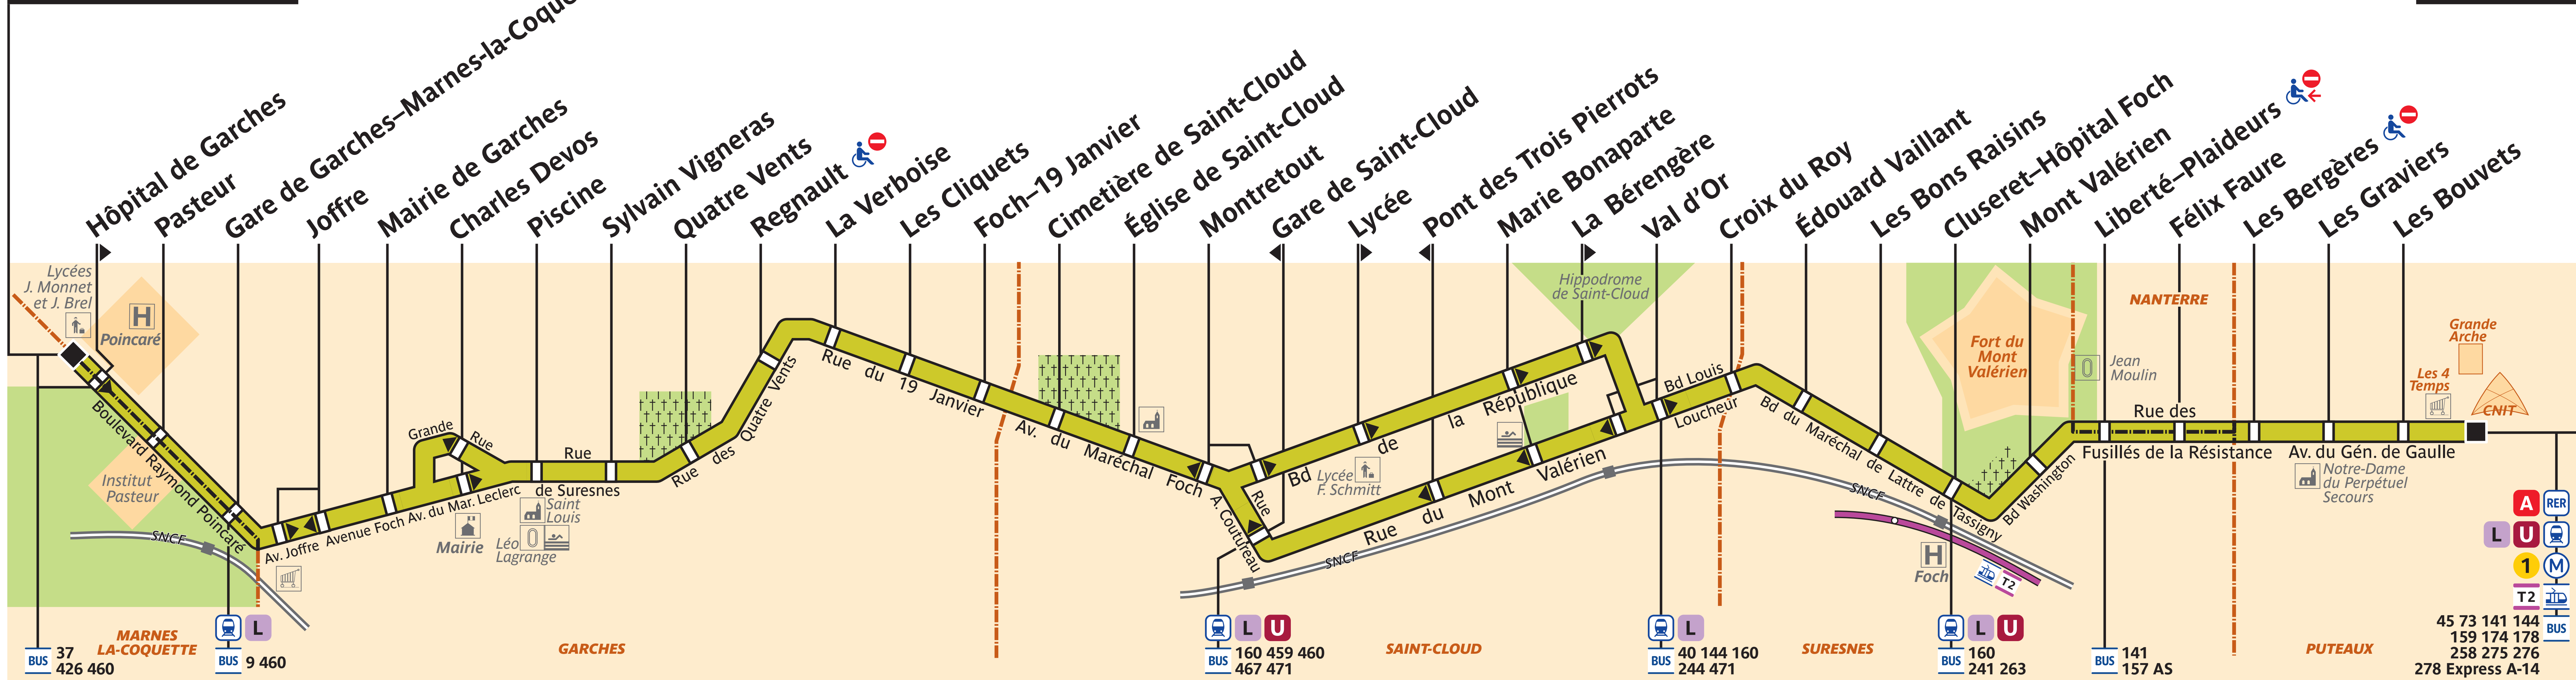 Hôpital de Garches
Pasteur
Gare de Garches–Marnes-la-Coque
Joffre
Mairie de Garches
Charles Devos
Piscine
Sylvain Vigneras
Quatre Vents
Regnault
La Verboise
Les Cliquets
Foch–19 Janvier
Cimetière de Saint-Cloud
Église de Saint-Cloud
Montretout
Gare de Saint-Cloud
Lycée
Pont des Trois Pierrots
Marie Bonaparte
La Bérengère
Val d'Or
Croix du Roy
Édouard Vaillant
Les Bons Raisins
Cluseret–Hôpital Foch
Mont Valérien
Liberté–Plaideurs
Félix Faure
Les Bergères
Les Graviers
Les Bouvets
Lycées
J. Monnet
et J. Brel
H
Poincaré
Boulevard Raymond Poincaré
Institut
Pasteur
SNCF
Av. Joffre
Avenue Foch
Av. du Mar. Leclerc
Grande Rue
Mairie
Rue
de Suresnes
Saint
Louis
Léo
Lagrange
Rue des Quatre Vents
Rue du 19 Janvier
Av. du Maréchal Foch
Rue
A. Coutureau
Bd de la République
Lycée
F. Schmitt
Rue du Mont Valérien
SNCF
Hippodrome
de Saint-Cloud
Bd Louis
Loucheur
Bd du Maréchal de Lattre de Tassigny
SNCF
H
Foch
T2
Fort du
Mont
Valérien
Bd Washington
Jean
Moulin
NANTERRE
Rue des
Fusillés de la Résistance
Av. du Gén. de Gaulle
Notre-Dame
du Perpétuel
Secours
Grande
Arche
Les 4
Temps
CNIT
MARNES
LA-COQUETTE
GARCHES
SAINT-CLOUD
SURESNES
PUTEAUX
BUS 37
426 460
L
BUS 9 460
L U
BUS 160 459 460
467 471
L
BUS 40 144 160
244 471
L U
BUS 160
241 263
BUS 141
157 AS
A RER
L U
1 M
T2
45 73 141 144 BUS
159 174 178
258 275 276
278 Express A-14